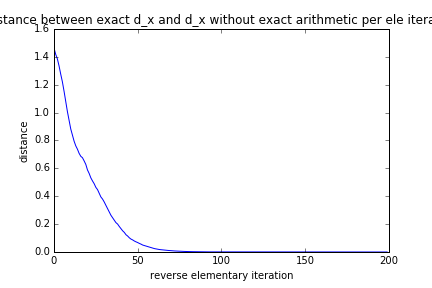 stance between exact d_x and d_x without exact arithmetic per ele itera
1.6
1.4
1.2
1.0
0.8
0.6
0.4
0.2
0.0
distance
0 50 100 150 200
reverse elementary iteration